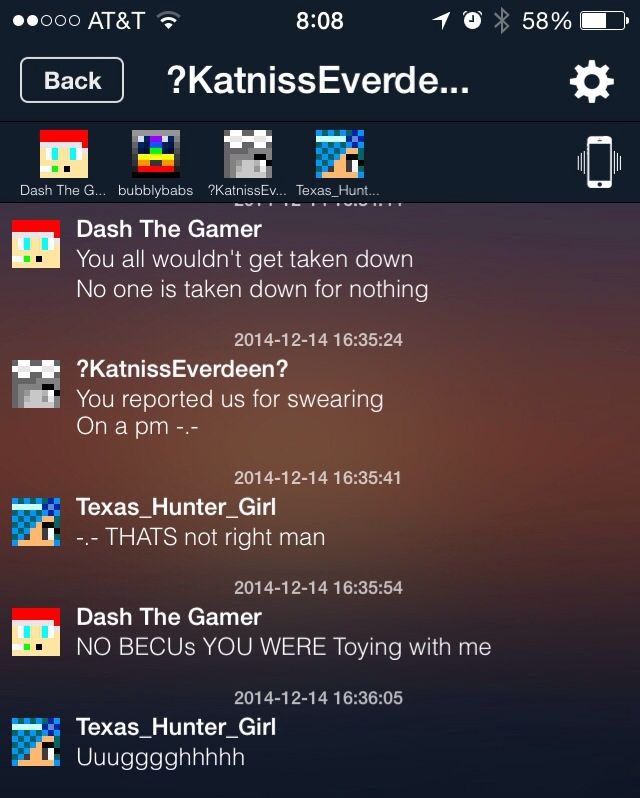 AT&T 8:08 58%
Back ?KatnissEverde...
Dash The G... bubblybabs ?KatnissEv... Texas_Hunt...
Dash The Gamer
You all wouldn't get taken down
No one is taken down for nothing
2014-12-14 16:35:24
?KatnissEverdeen?
You reported us for swearing
On a pm -.-
2014-12-14 16:35:41
Texas_Hunter_Girl
-.- THATS not right man
2014-12-14 16:35:54
Dash The Gamer
NO BECUs YOU WERE Toying with me
2014-12-14 16:36:05
Texas_Hunter_Girl
Uuugggghhhhh